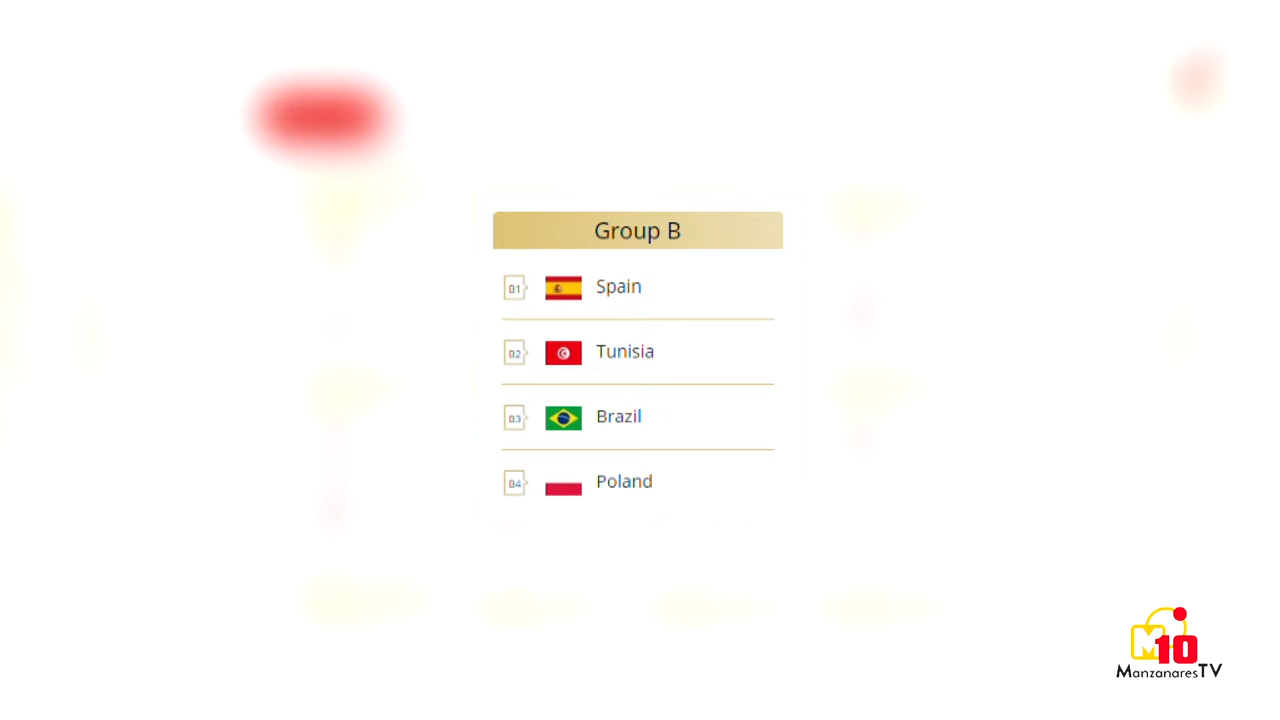 Group B
B1 Spain
B2 Tunisia
B3 Brazil
B4 Poland
M10
ManzanaresTV